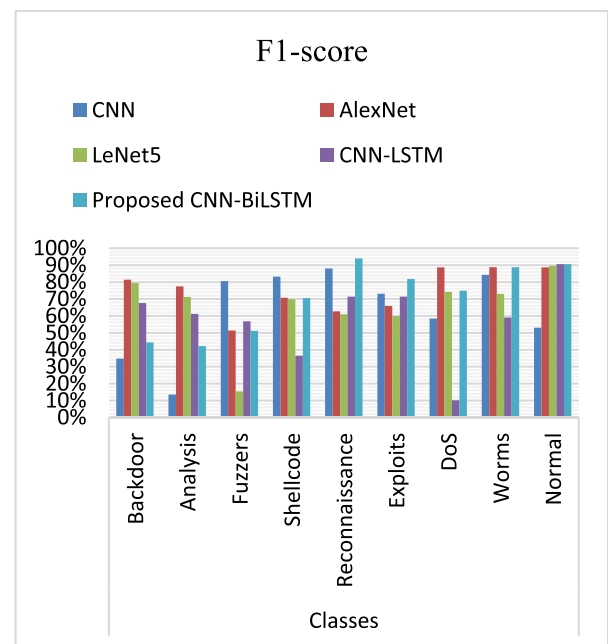 F1-score
CNN
AlexNet
LeNet5
CNN-LSTM
Proposed CNN-BiLSTM
100%
90%
80%
70%
60%
50%
40%
30%
20%
10%
0%
Backdoor
Analysis
Fuzzers
Shellcode
Reconnaissance
Exploits
DoS
Worms
Normal
Classes